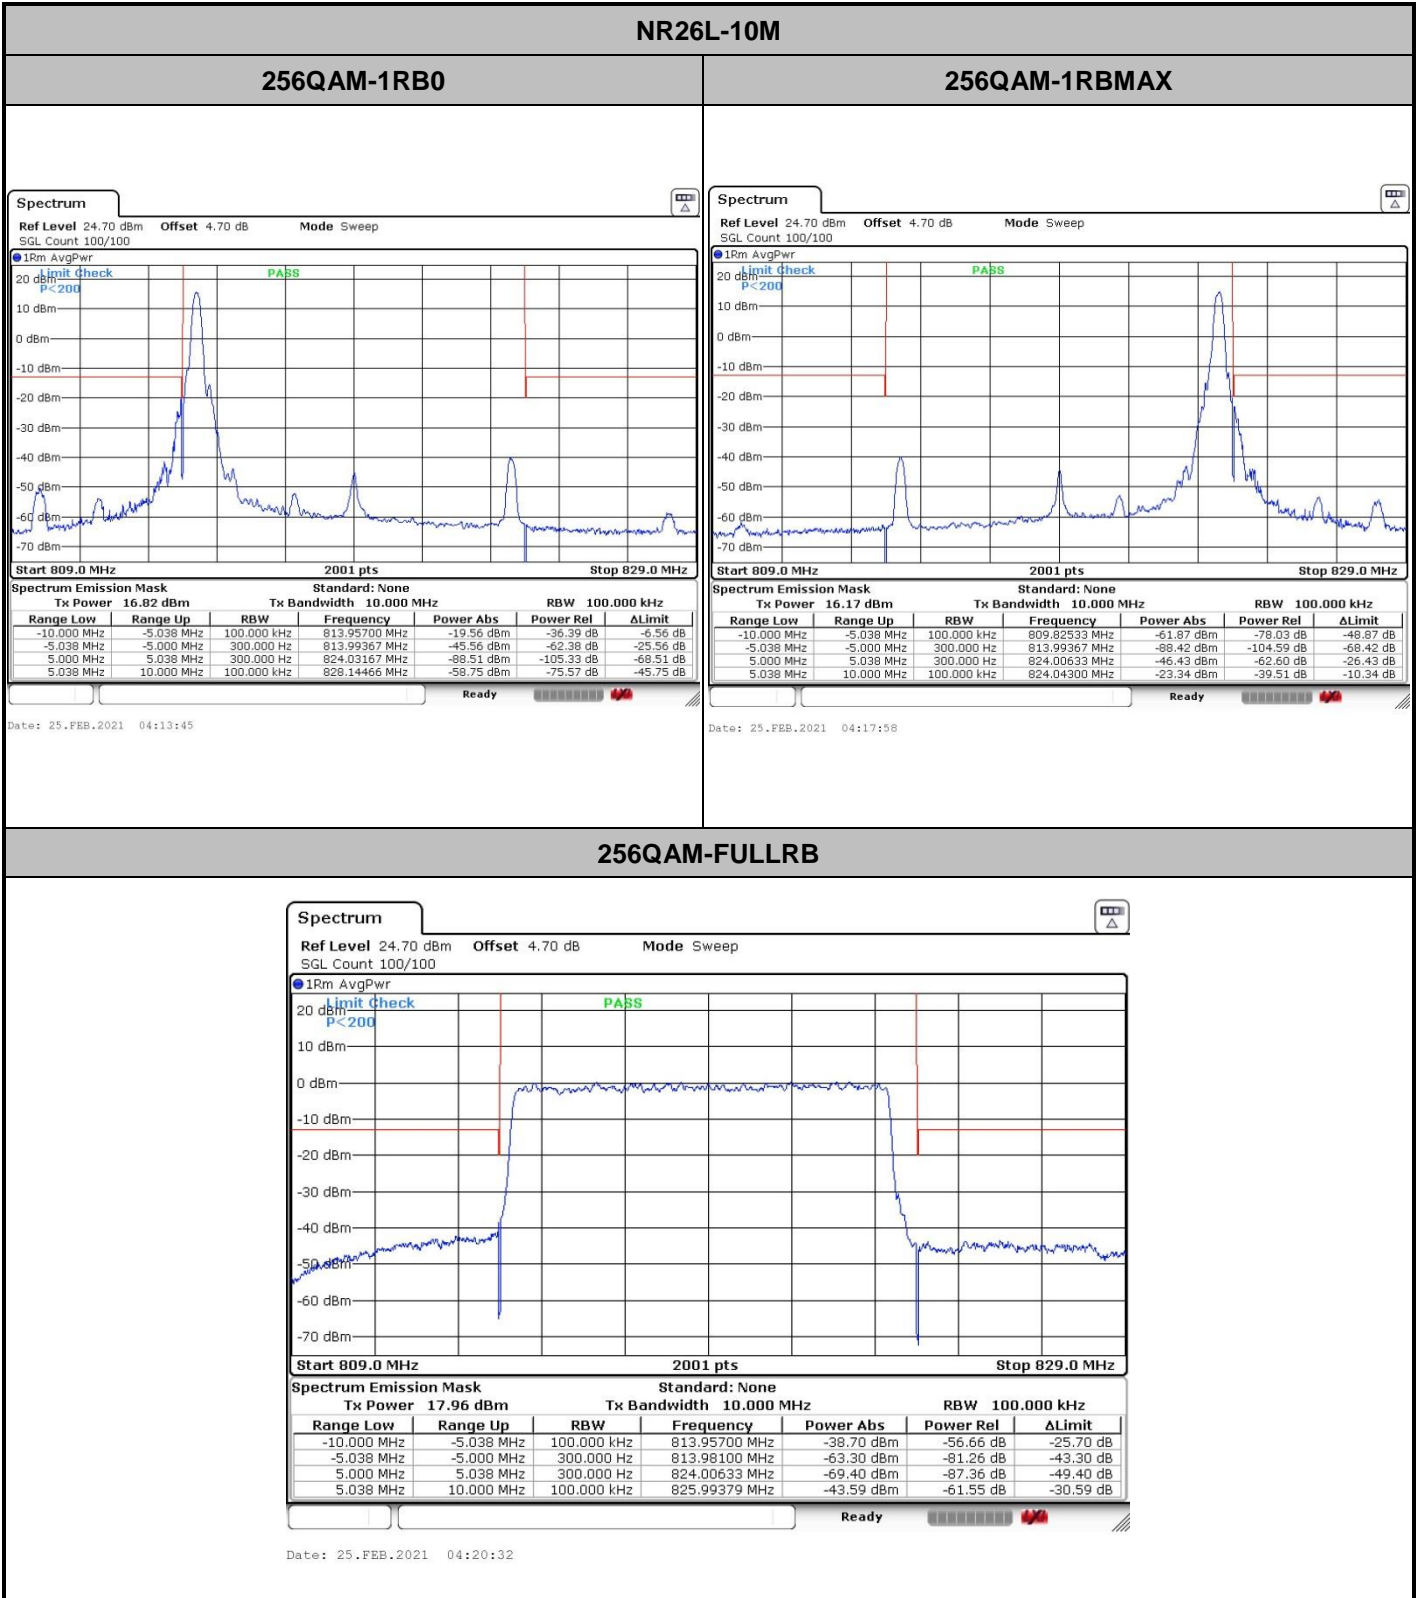 NR26L-10M
256QAM-1RB0
256QAM-1RBMAX
Spectrum
Ref Level 24.70 dBm Offset 4.70 dB Mode Sweep
SGL Count 100/100
1Rm AvgPwr
Limit Check PASS
P<200
20 dBm
10 dBm
0 dBm
-10 dBm
-20 dBm
-30 dBm
-40 dBm
-50 dBm
-60 dBm
-70 dBm
Start 809.0 MHz 2001 pts Stop 829.0 MHz
Spectrum Emission Mask Standard: None
Tx Power 16.82 dBm Tx Bandwidth 10.000 MHz RBW 100.000 kHz
Range Low Range Up RBW Frequency Power Abs Power Rel ΔLimit
-10.000 MHz -5.038 MHz 100.000 kHz 813.95700 MHz -19.56 dBm -36.39 dB -6.56 dB
-5.038 MHz -5.000 MHz 300.000 Hz 813.99367 MHz -45.56 dBm -62.38 dB -25.56 dB
5.000 MHz 5.038 MHz 300.000 Hz 824.03167 MHz -88.51 dBm -105.33 dB -68.51 dB
5.038 MHz 10.000 MHz 100.000 kHz 828.14466 MHz -58.75 dBm -75.57 dB -45.75 dB
Ready
Date: 25.FEB.2021 04:13:45
Spectrum
Ref Level 24.70 dBm Offset 4.70 dB Mode Sweep
SGL Count 100/100
1Rm AvgPwr
Limit Check PASS
P<200
20 dBm
10 dBm
0 dBm
-10 dBm
-20 dBm
-30 dBm
-40 dBm
-50 dBm
-60 dBm
-70 dBm
Start 809.0 MHz 2001 pts Stop 829.0 MHz
Spectrum Emission Mask Standard: None
Tx Power 16.17 dBm Tx Bandwidth 10.000 MHz RBW 100.000 kHz
Range Low Range Up RBW Frequency Power Abs Power Rel ΔLimit
-10.000 MHz -5.038 MHz 100.000 kHz 809.82533 MHz -61.87 dBm -78.03 dB -48.87 dB
-5.038 MHz -5.000 MHz 300.000 Hz 813.99367 MHz -88.42 dBm -104.59 dB -68.42 dB
5.000 MHz 5.038 MHz 300.000 Hz 824.00633 MHz -46.43 dBm -62.60 dB -26.43 dB
5.038 MHz 10.000 MHz 100.000 kHz 824.04300 MHz -23.34 dBm -39.51 dB -10.34 dB
Ready
Date: 25.FEB.2021 04:17:58
256QAM-FULLRB
Spectrum
Ref Level 24.70 dBm Offset 4.70 dB Mode Sweep
SGL Count 100/100
1Rm AvgPwr
Limit Check PASS
P<200
20 dBm
10 dBm
0 dBm
-10 dBm
-20 dBm
-30 dBm
-40 dBm
-50 dBm
-60 dBm
-70 dBm
Start 809.0 MHz 2001 pts Stop 829.0 MHz
Spectrum Emission Mask Standard: None
Tx Power 17.96 dBm Tx Bandwidth 10.000 MHz RBW 100.000 kHz
Range Low Range Up RBW Frequency Power Abs Power Rel ΔLimit
-10.000 MHz -5.038 MHz 100.000 kHz 813.95700 MHz -38.70 dBm -56.66 dB -25.70 dB
-5.038 MHz -5.000 MHz 300.000 Hz 813.98100 MHz -63.30 dBm -81.26 dB -43.30 dB
5.000 MHz 5.038 MHz 300.000 Hz 824.00633 MHz -69.40 dBm -87.36 dB -49.40 dB
5.038 MHz 10.000 MHz 100.000 kHz 825.99379 MHz -43.59 dBm -61.55 dB -30.59 dB
Ready
Date: 25.FEB.2021 04:20:32